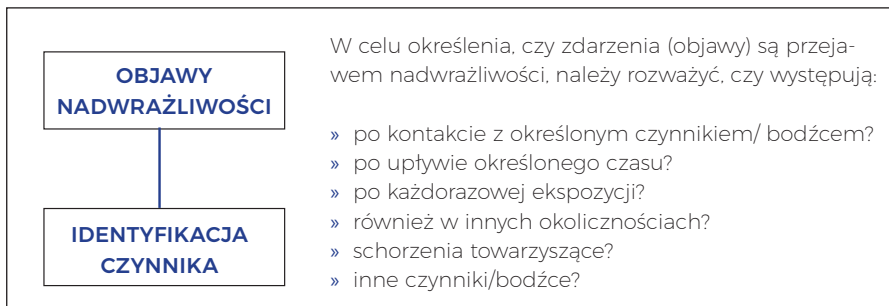 OBJAWY
NADWRAŻLIWOŚCI
IDENTYFIKACJA
CZYNNIKA
W celu określenia, czy zdarzenia (objawy) są przeja-
wem nadwrażliwości, należy rozważyć, czy występują:
» po kontakcie z określonym czynnikiem/ bodźcem?
» po upływie określonego czasu?
» po każdorazowej ekspozycji?
» również w innych okolicznościach?
» schorzenia towarzyszące?
» inne czynniki/bodźce?